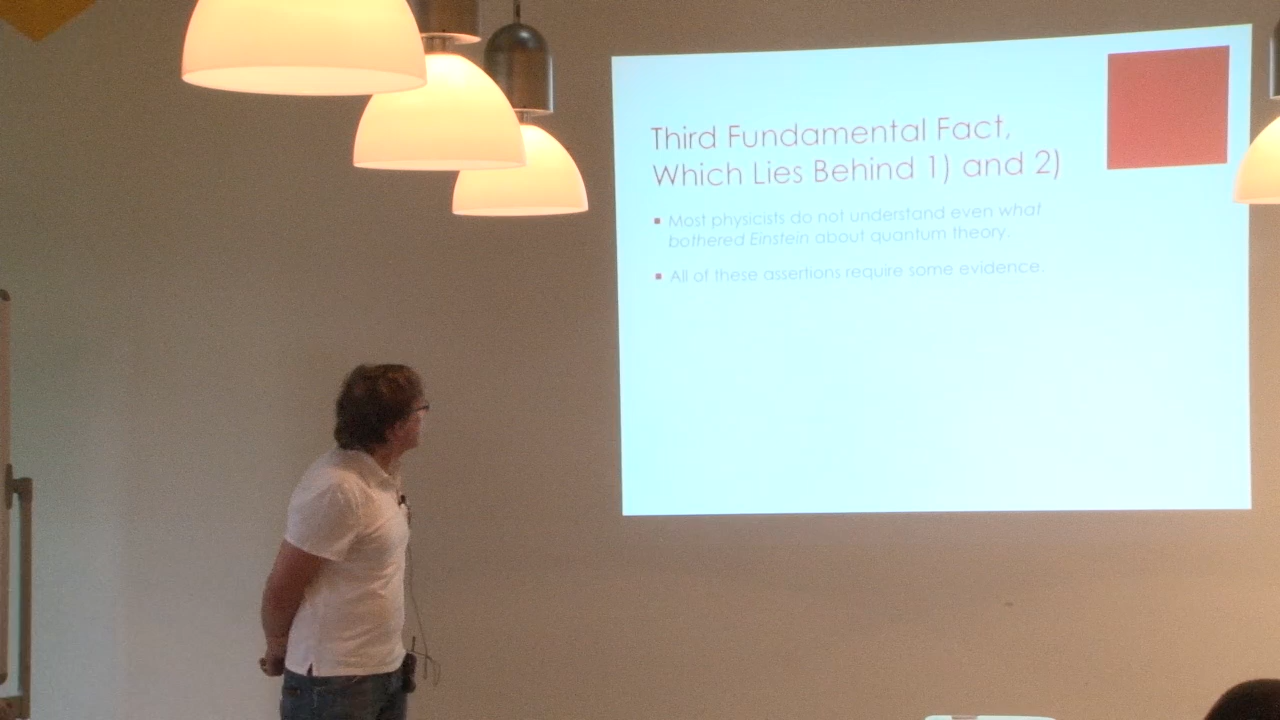 Third Fundamental Fact,
Which Lies Behind 1) and 2)
Most physicists do not understand even what
bothered Einstein about quantum theory.
All of these assertions require some evidence.